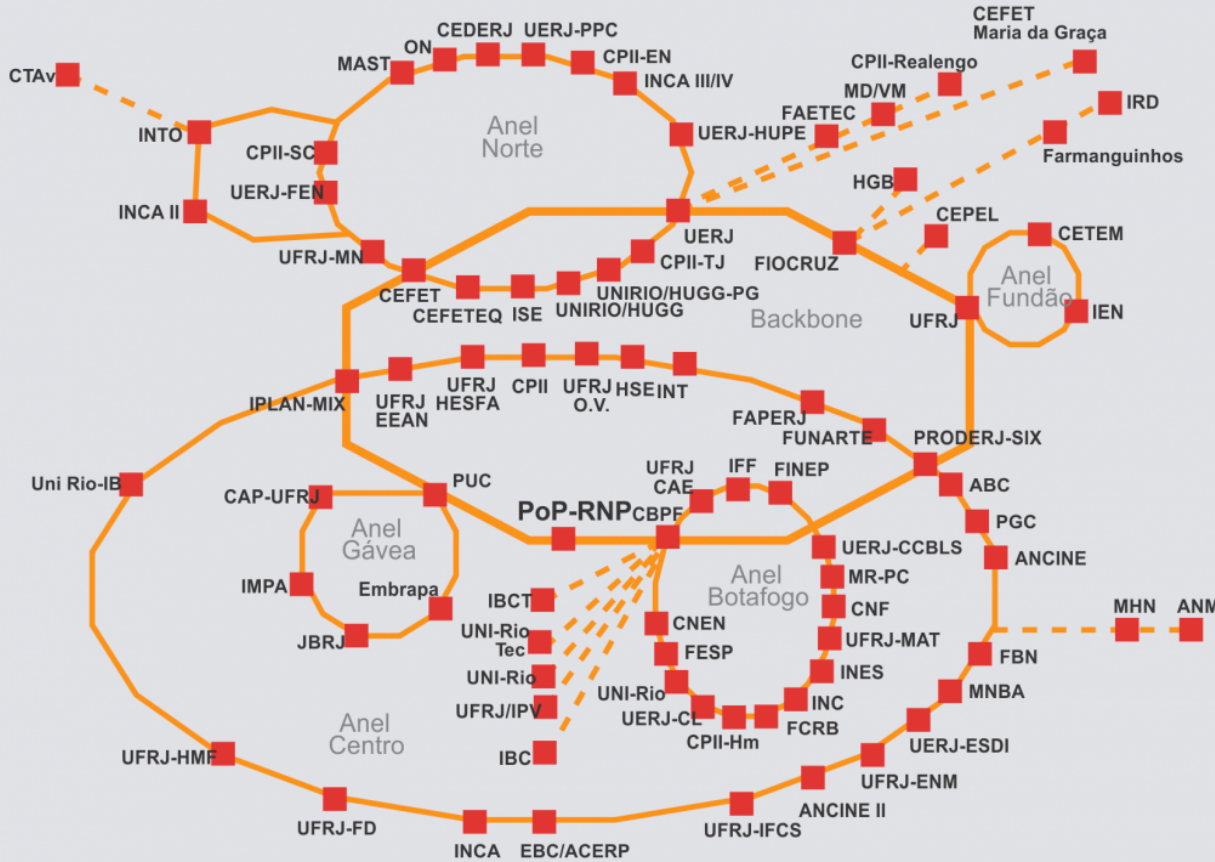 CEFET
Maria da Graça
CTAv
MAST
ON
CEDERJ
UERJ-PPC
CPII-EN
INCA III/IV
CPII-Realengo
MD/VM
FAETEC
IRD
Farmanguinhos
INTO
CPII-SC
UERJ-FEN
INCA II
UFRJ-MN
Anel
Norte
UERJ-HUPE
HGB
CEPEL
CETEM
UERJ
CPII-TJ
FIOCRUZ
UNIRIO/HUGG-PG
UNIRIO/HUGG
ISE
CEFETEQ
CEFET
Backbone
UFRJ
Anel
Fundão
IEN
IPLAN-MIX
UFRJ
EEAN
UFRJ
HESFA
CPII
UFRJ
O.V.
HSE
INT
FAPERJ
FUNARTE
PRODERJ-SIX
Uni Rio-IB
CAP-UFRJ
PUC
Anel
Gávea
IMPA
Embrapa
JBRJ
PoP-RNP
CBPF
UFRJ
CAE
IFF
FINEP
ABC
PGC
ANCINE
UERJ-CCBLS
Anel
Botafogo
MR-PC
CNF
UFRJ-MAT
INES
INC
FCRB
CPII-Hm
UERJ-CL
UNI-Rio
FESP
CNEN
IBCT
UNI-Rio
Tec
UNI-Rio
UFRJ/IPV
IBC
MHN
ANM
FBN
MNBA
UERJ-ESDI
UFRJ-ENM
ANCINE II
UFRJ-IFCS
EBC/ACERP
INCA
UFRJ-FD
UFRJ-HMF
Anel
Centro